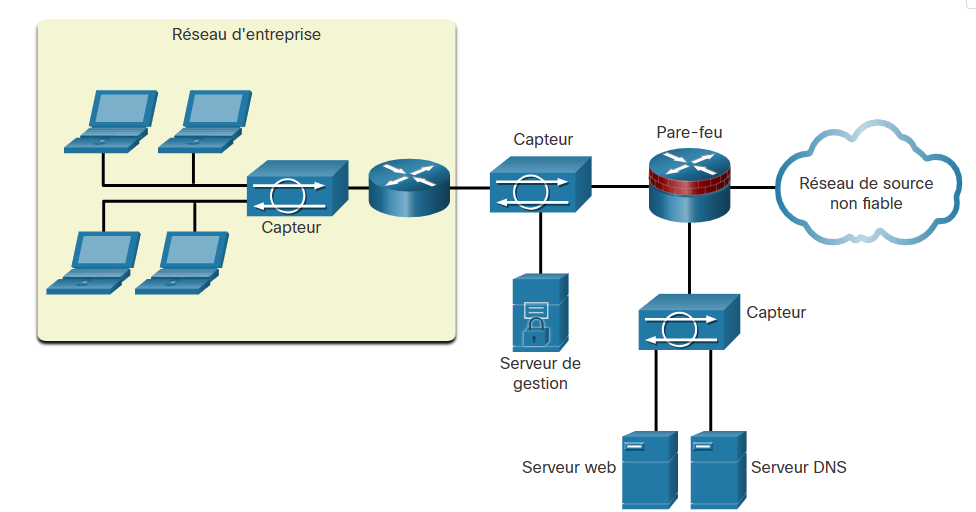 Réseau d'entreprise
Capteur
Capteur
Pare-feu
Réseau de source
non fiable
Serveur de
gestion
Capteur
Serveur web
Serveur DNS